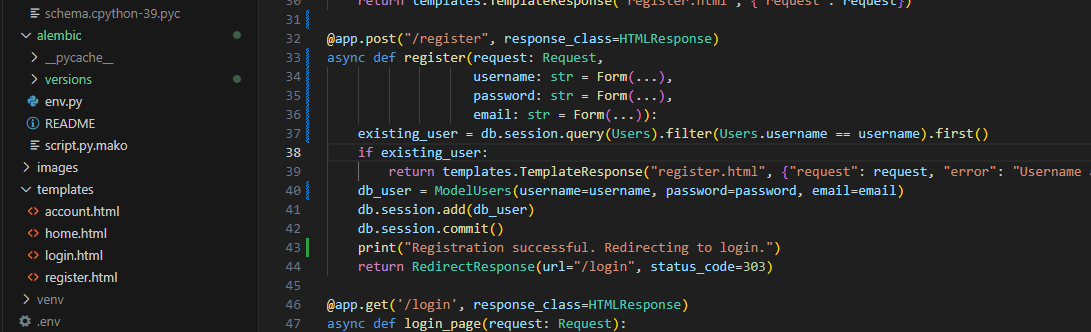 schema.cpython-39.pyc
alembic
__pycache__
versions
env.py
README
script.py.mako
images
templates
account.html
home.html
login.html
register.html
venv
.env
30 return templates.TemplateResponse("register.html", {"request": request})
31
32 @app.post("/register", response_class=HTMLResponse)
33 async def register(request: Request,
34 username: str = Form(...),
35 password: str = Form(...),
36 email: str = Form(...)):
37 existing_user = db.session.query(Users).filter(Users.username == username).first()
38 if existing_user:
39 return templates.TemplateResponse("register.html", {"request": request, "error": "Username
40 db_user = ModelUsers(username=username, password=password, email=email)
41 db.session.add(db_user)
42 db.session.commit()
43 print("Registration successful. Redirecting to login.")
44 return RedirectResponse(url="/login", status_code=303)
45
46 @app.get('/login', response_class=HTMLResponse)
47 async def login_page(request: Request):